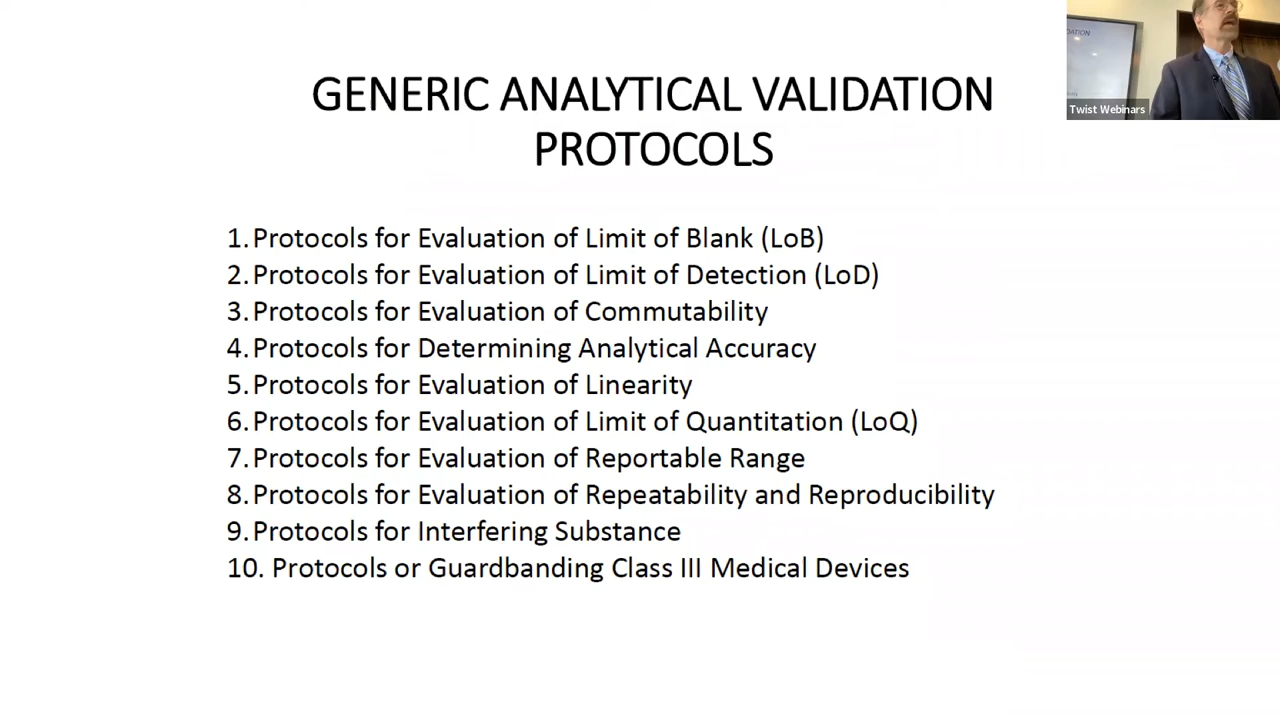 GENERIC ANALYTICAL VALIDATION
PROTOCOLS
1. Protocols for Evaluation of Limit of Blank (LoB)
2. Protocols for Evaluation of Limit of Detection (LoD)
3. Protocols for Evaluation of Commutability
4. Protocols for Determining Analytical Accuracy
5. Protocols for Evaluation of Linearity
6. Protocols for Evaluation of Limit of Quantitation (LoQ)
7. Protocols for Evaluation of Reportable Range
8. Protocols for Evaluation of Repeatability and Reproducibility
9. Protocols for Interfering Substance
10. Protocols or Guardbanding Class III Medical Devices
Twist Webinars